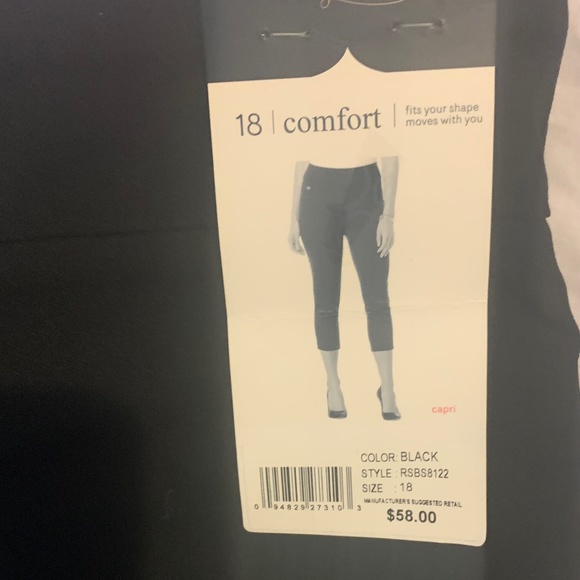 18 | comfort | fits your shape
moves with you
capri
COLOR: BLACK
STYLE : RSBS8122
SIZE : 18
MANUFACTURER'S SUGGESTED RETAIL
$58.00
0 94829 27310 3